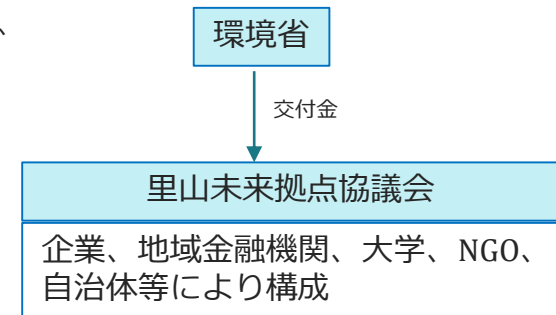 、
環境省
交付金
里山未来拠点協議会
企業、地域金融機関、大学、NGO、
自治体等により構成